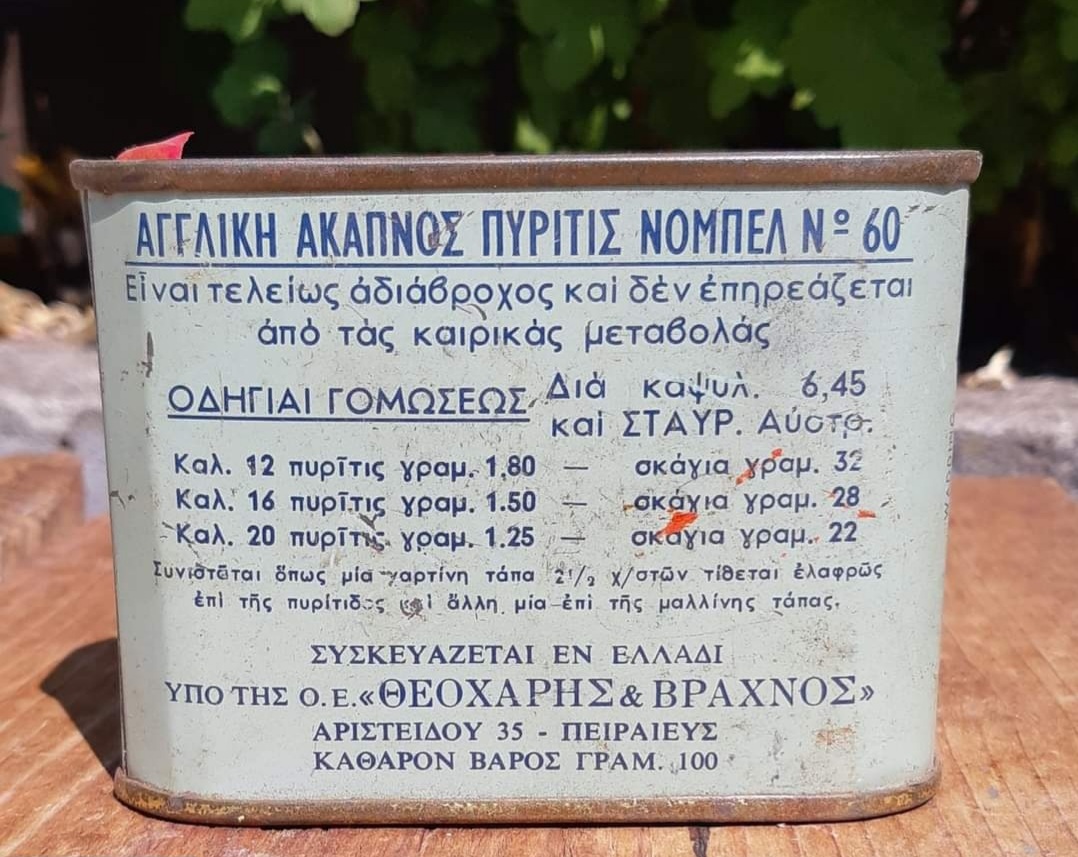 ΑΓΓΛΙΚΗ ΑΚΑΠΝΟΣ ΠΥΡΙΤΙΣ ΝΟΜΠΕΛ Νº 60
Εἶναι τελείως ἀδιάβροχος καὶ δὲν ἐπηρεάζεται
ἀπὸ τὰς καιρικὰς μεταβολάς
ΟΔΗΓΙΑΙ ΓΟΜΩΣΕΩΣ
Διὰ καψυλ. 6,45
καὶ ΣΤΑΥΡ. Αὐστρ.
Καλ. 12 πυρῖτις γραμ. 1,80 — σκάγια γραμ. 32
Καλ. 16 πυρῖτις γραμ. 1.50 — σκάγια γραμ. 28
Καλ. 20 πυρῖτις γραμ. 1.25 — σκάγια γραμ. 22
Συνιστᾶται ὅπως μία χαρτίνη τάπα 2 1/2 χ/στῶν τίθεται ἐλαφρῶς
ἐπὶ τῆς πυρίτιδος καὶ ἄλλη μία ἐπὶ τῆς μαλλίνης τάπας.
ΣΥΣΚΕΥΑΖΕΤΑΙ ΕΝ ΕΛΛΑΔΙ
ΥΠΟ ΤΗΣ Ο.Ε. «ΘΕΟΧΑΡΗΣ & ΒΡΑΧΝΟΣ»
ΑΡΙΣΤΕΙΔΟΥ 35 - ΠΕΙΡΑΙΕΥΣ
ΚΑΘΑΡΟΝ ΒΑΡΟΣ ΓΡΑΜ. 100